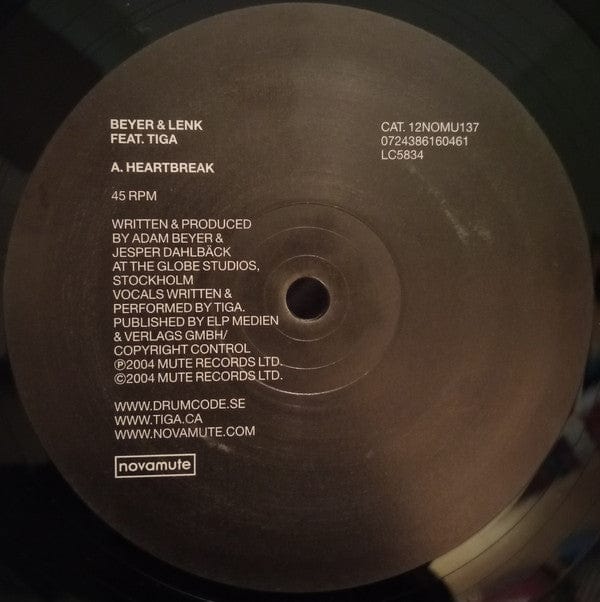 BEYER & LENK
FEAT. TIGA
A. HEARTBREAK
45 RPM
WRITTEN & PRODUCED
BY ADAM BEYER &
JESPER DAHLBÄCK
AT THE GLOBE STUDIOS,
STOCKHOLM
VOCALS WRITTEN &
PERFORMED BY TIGA.
PUBLISHED BY ELP MEDIEN
& VERLAGS GMBH/
COPYRIGHT CONTROL
℗2004 MUTE RECORDS LTD.
©2004 MUTE RECORDS LTD.
WWW.DRUMCODE.SE
WWW.TIGA.CA
WWW.NOVAMUTE.COM
novamute
CAT. 12NOMU137
0724386160461
LC5834